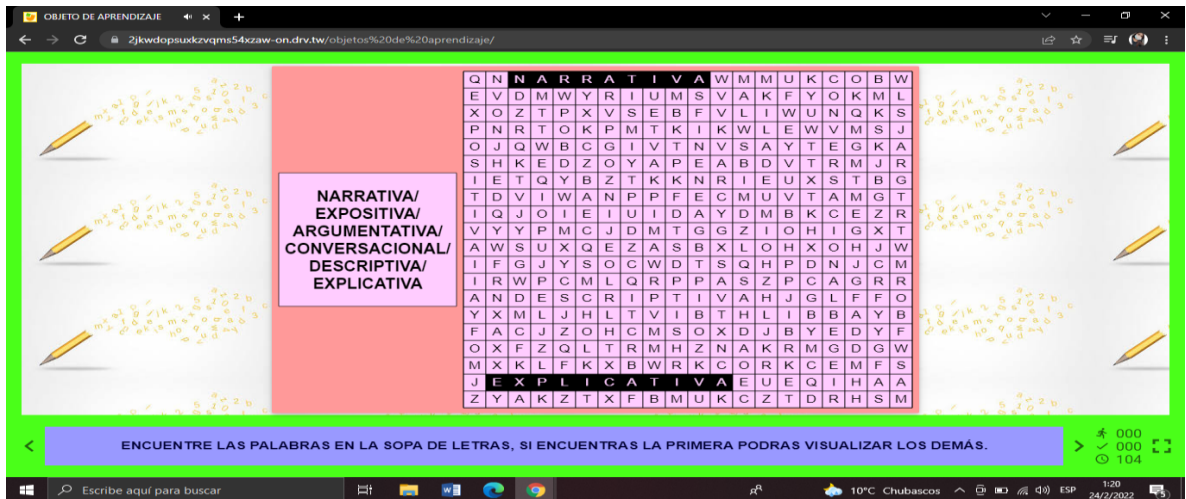 OBJETO DE APRENDIZAJE
2jkwdopsuxkzvqms54xzaw-on.drv.tw/objetos%20de%20aprendizaje/
Q N N A R R A T I V A W M M U K C O B W
E V D M W Y R I U M S V A K F Y O K M L
X O Z T P X V S E B F V L I W U N Q K S
P N R T O K P M T K I K W L E W V M S J
O J Q W B C G I V T N V S A Y T E G K A
S H K E D Z O Y A P E A B D V T R M J R
I E T Q Y B Z T K K N R I E U X S T B G
T D V I W A N P P F E C M U V T A M G T
I Q J O I E I U I D A Y D M B K C E Z R
V Y Y P M C J D M T G G Z I O H I G X T
A W S U X Q E Z A S B X L O H X O H J W
I F G J Y S O C W D T S Q H P D N J C M
I R W P C M L Q R P P A S Z P C A G R R
A N D E S C R I P T I V A H J G L F F O
Y X M L J H L T V I B T H L I B B A Y B
F A C J Z O H C M S O X D J B Y E D Y F
O X F Z Q L T R M H Z N A K R M G D G W
M X K L F K X B W R K C O R K C E M F S
J E X P L I C A T I V A E U E Q I H A A
Z Y A K Z T X F B M U K C Z T D R H S M
NARRATIVA/
EXPOSITIVA/
ARGUMENTATIVA/
CONVERSACIONAL/
DESCRIPTIVA/
EXPLICATIVA
ENCUENTRE LAS PALABRAS EN LA SOPA DE LETRAS, SI ENCUENTRAS LA PRIMERA PODRAS VISUALIZAR LOS DEMÁS.
000
000
104
Escribe aquí para buscar
10°C Chubascos
ESP
1:20
24/2/2022